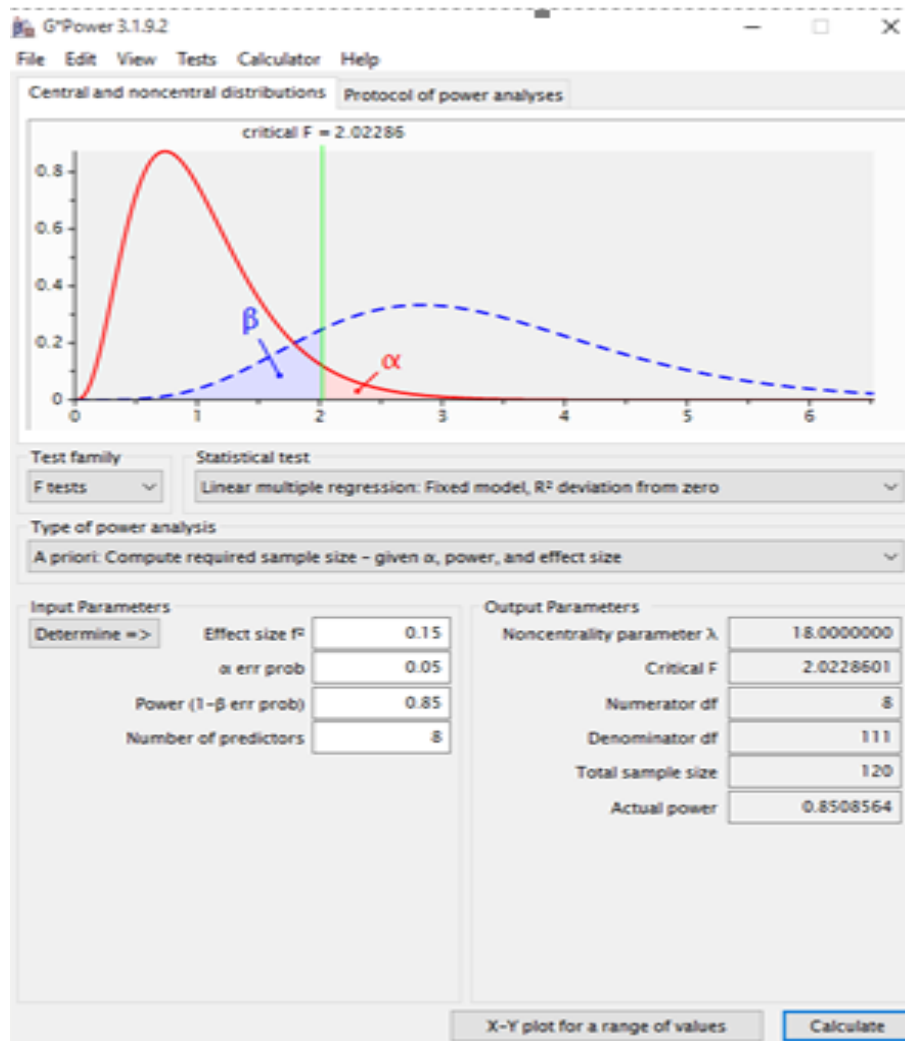 G*Power 3.1.9.2
File Edit View Tests Calculator Help
Central and noncentral distributions Protocol of power analyses
critical F = 2.02286
0.8
0.6
0.4
0.2
0
β
α
0 1 2 3 4 5 6
Test family Statistical test
F tests Linear multiple regression: Fixed model, R² deviation from zero
Type of power analysis
A priori: Compute required sample size - given α, power, and effect size
Input Parameters Output Parameters
Determine => Effect size f² 0.15 Noncentrality parameter λ 18.0000000
α err prob 0.05 Critical F 2.0228601
Power (1-β err prob) 0.85 Numerator df 8
Number of predictors 8 Denominator df 111
Total sample size 120
Actual power 0.8508564
X-Y plot for a range of values Calculate